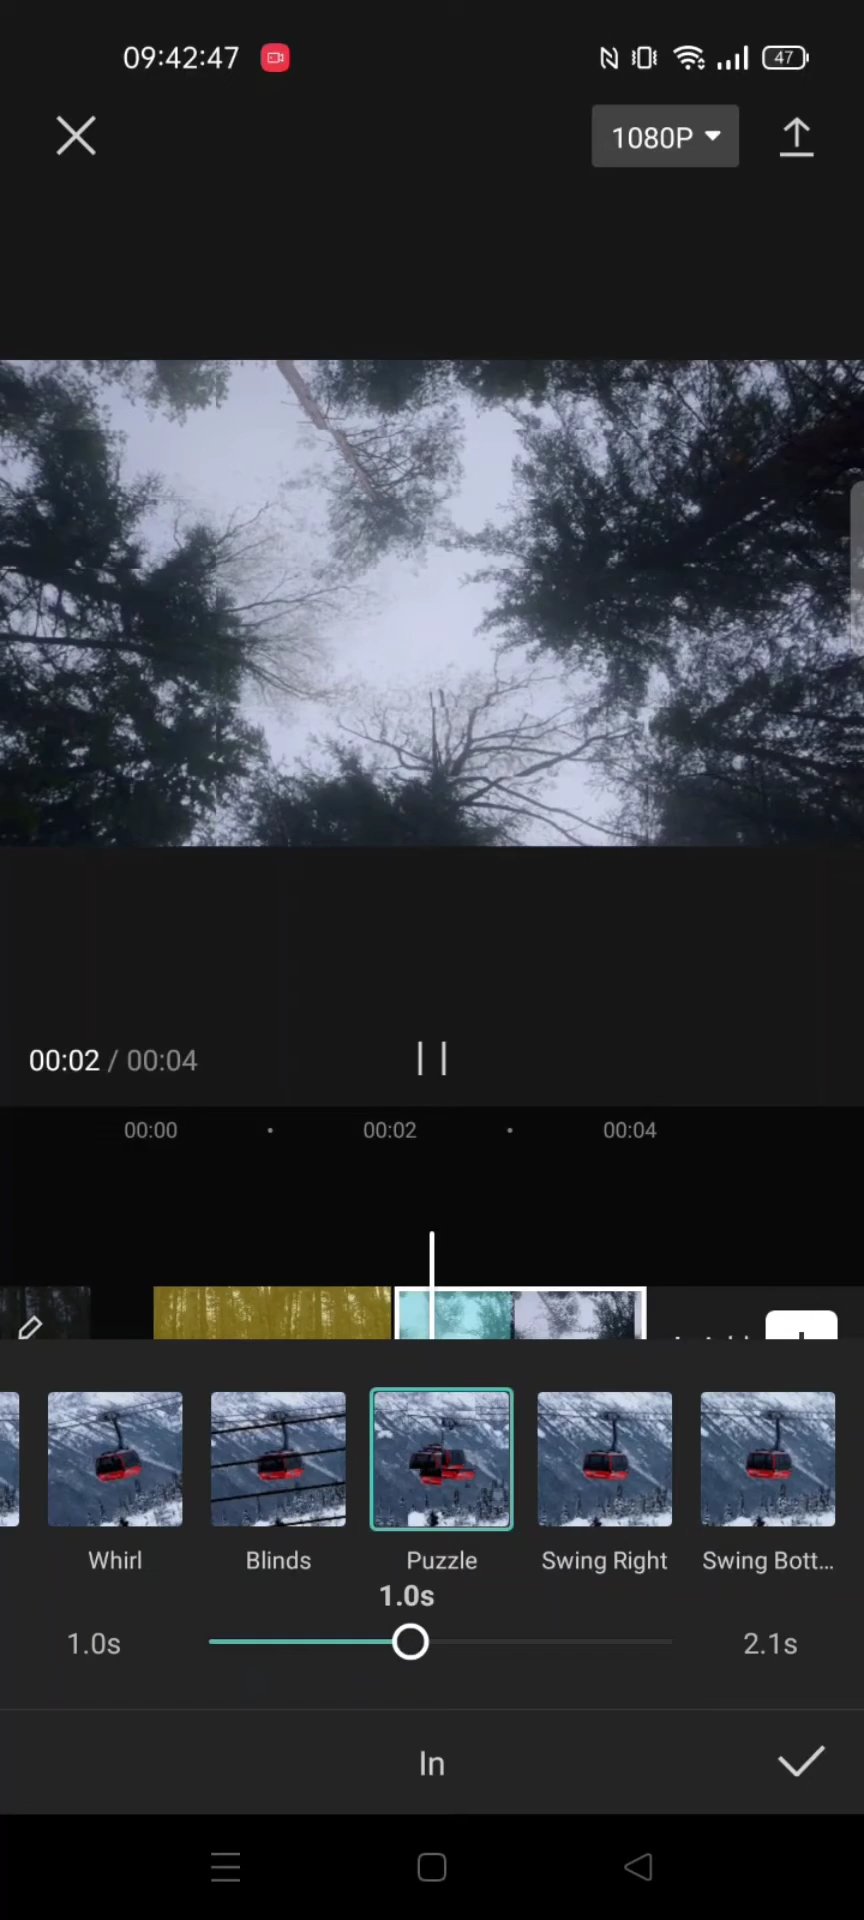 09:42:47
47
1080P
00:02 / 00:04
00:00
00:02
00:04
Whirl
Blinds
Puzzle
Swing Right
Swing Bott...
1.0s
1.0s
2.1s
In